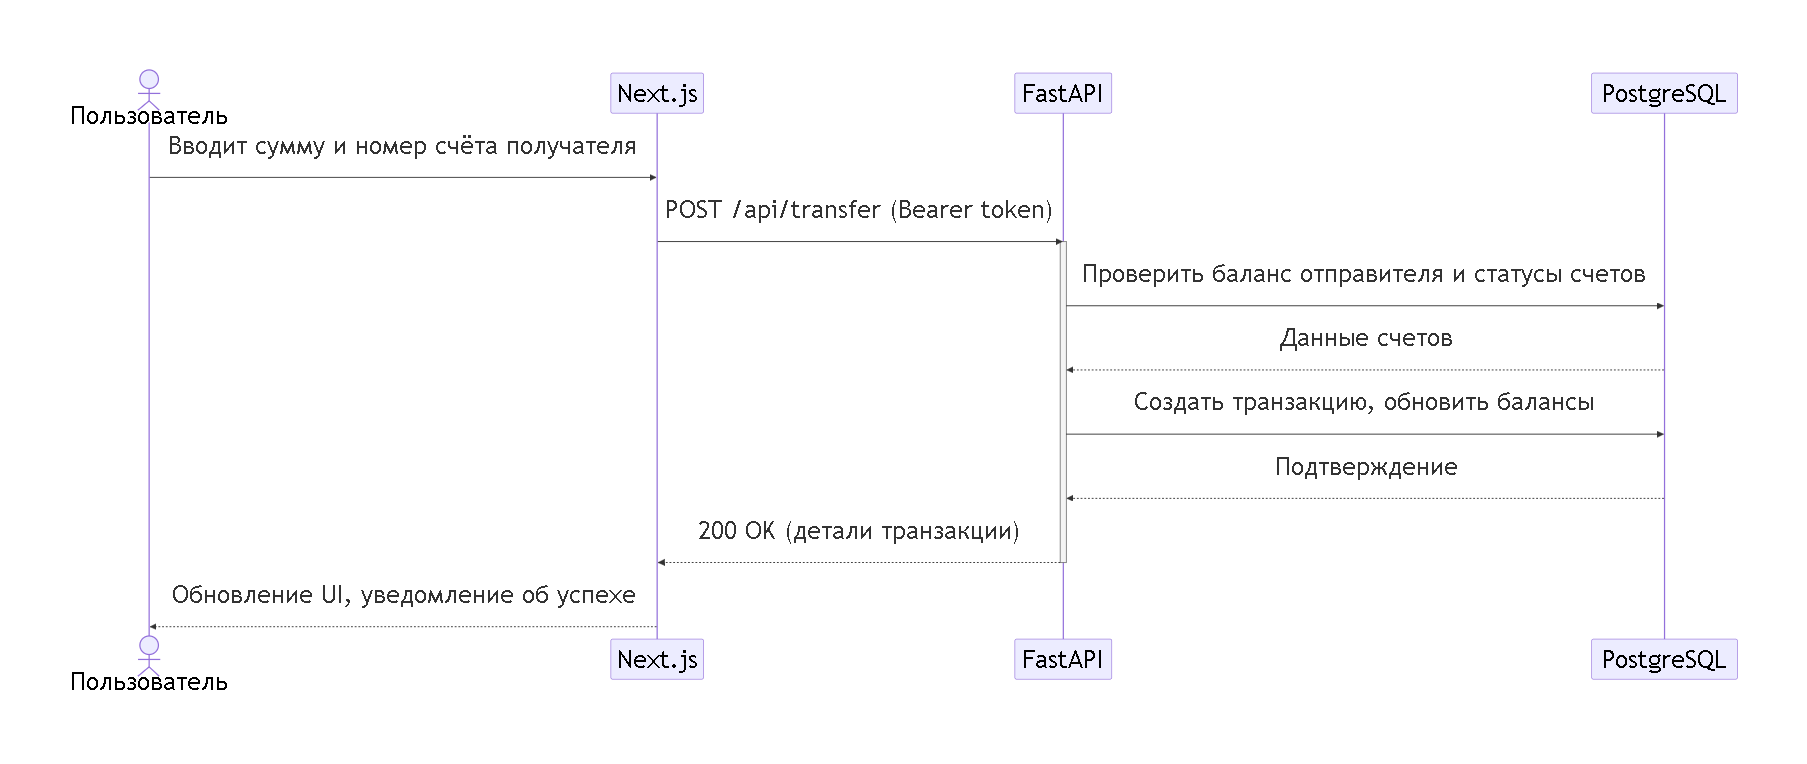 Пользователь
Next.js
FastAPI
PostgreSQL
Вводит сумму и номер счёта получателя
POST /api/transfer (Bearer token)
Проверить баланс отправителя и статусы счетов
Данные счетов
Создать транзакцию, обновить балансы
Подтверждение
200 OK (детали транзакции)
Обновление UI, уведомление об успехе
Пользователь
Next.js
FastAPI
PostgreSQL